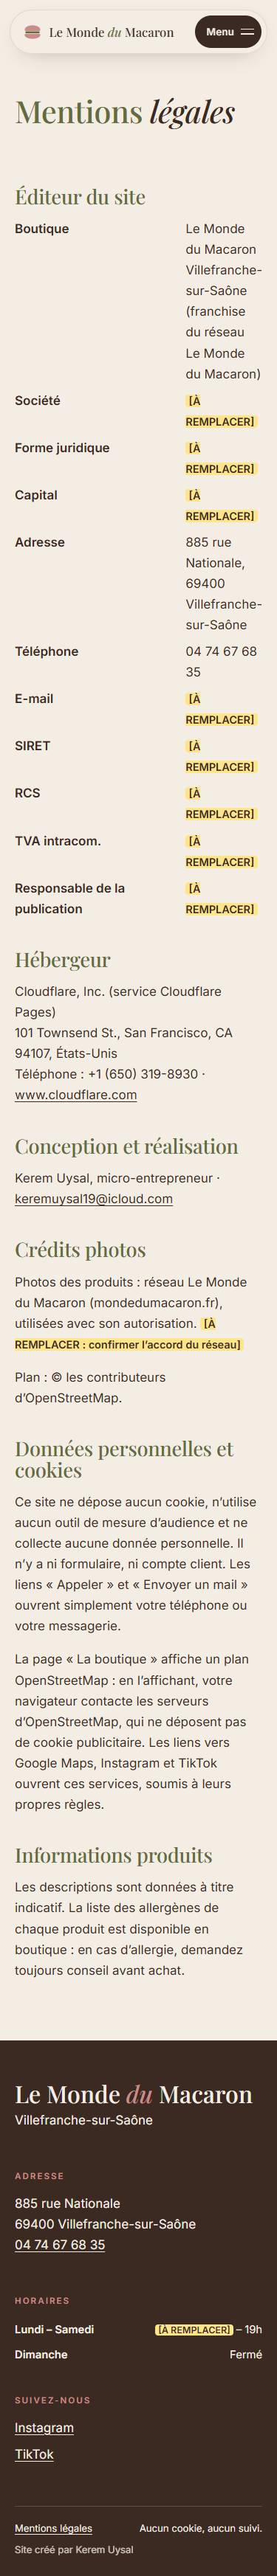 Le Monde du Macaron
Menu
Mentions légales
Éditeur du site
Boutique
Le Monde
du Macaron
Villefranche-
sur-Saône
(franchise
du réseau
Le Monde
du Macaron)
Société
[À
REMPLACER]
Forme juridique
[À
REMPLACER]
Capital
[À
REMPLACER]
Adresse
885 rue
Nationale,
69400
Villefranche-
sur-Saône
Téléphone
04 74 67 68
35
E-mail
[À
REMPLACER]
SIRET
[À
REMPLACER]
RCS
[À
REMPLACER]
TVA intracom.
[À
REMPLACER]
Responsable de la
publication
[À
REMPLACER]
Hébergeur
Cloudflare, Inc. (service Cloudflare
Pages)
101 Townsend St., San Francisco, CA
94107, États-Unis
Téléphone : +1 (650) 319-8930 ·
www.cloudflare.com
Conception et réalisation
Kerem Uysal, micro-entrepreneur ·
keremuysal19@icloud.com
Crédits photos
Photos des produits : réseau Le Monde
du Macaron (mondedumacaron.fr),
utilisées avec son autorisation. [À
REMPLACER : confirmer l’accord du réseau]
Plan : © les contributeurs
d’OpenStreetMap.
Données personnelles et
cookies
Ce site ne dépose aucun cookie, n’utilise
aucun outil de mesure d’audience et ne
collecte aucune donnée personnelle. Il
n’y a ni formulaire, ni compte client. Les
liens « Appeler » et « Envoyer un mail »
ouvrent simplement votre téléphone ou
votre messagerie.
La page « La boutique » affiche un plan
OpenStreetMap : en l’affichant, votre
navigateur contacte les serveurs
d’OpenStreetMap, qui ne déposent pas
de cookie publicitaire. Les liens vers
Google Maps, Instagram et TikTok
ouvrent ces services, soumis à leurs
propres règles.
Informations produits
Les descriptions sont données à titre
indicatif. La liste des allergènes de
chaque produit est disponible en
boutique : en cas d’allergie, demandez
toujours conseil avant achat.
Le Monde du Macaron
Villefranche-sur-Saône
ADRESSE
885 rue Nationale
69400 Villefranche-sur-Saône
04 74 67 68 35
HORAIRES
Lundi – Samedi [À REMPLACER] – 19h
Dimanche Fermé
SUIVEZ-NOUS
Instagram
TikTok
Mentions légales Aucun cookie, aucun suivi.
Site créé par Kerem Uysal